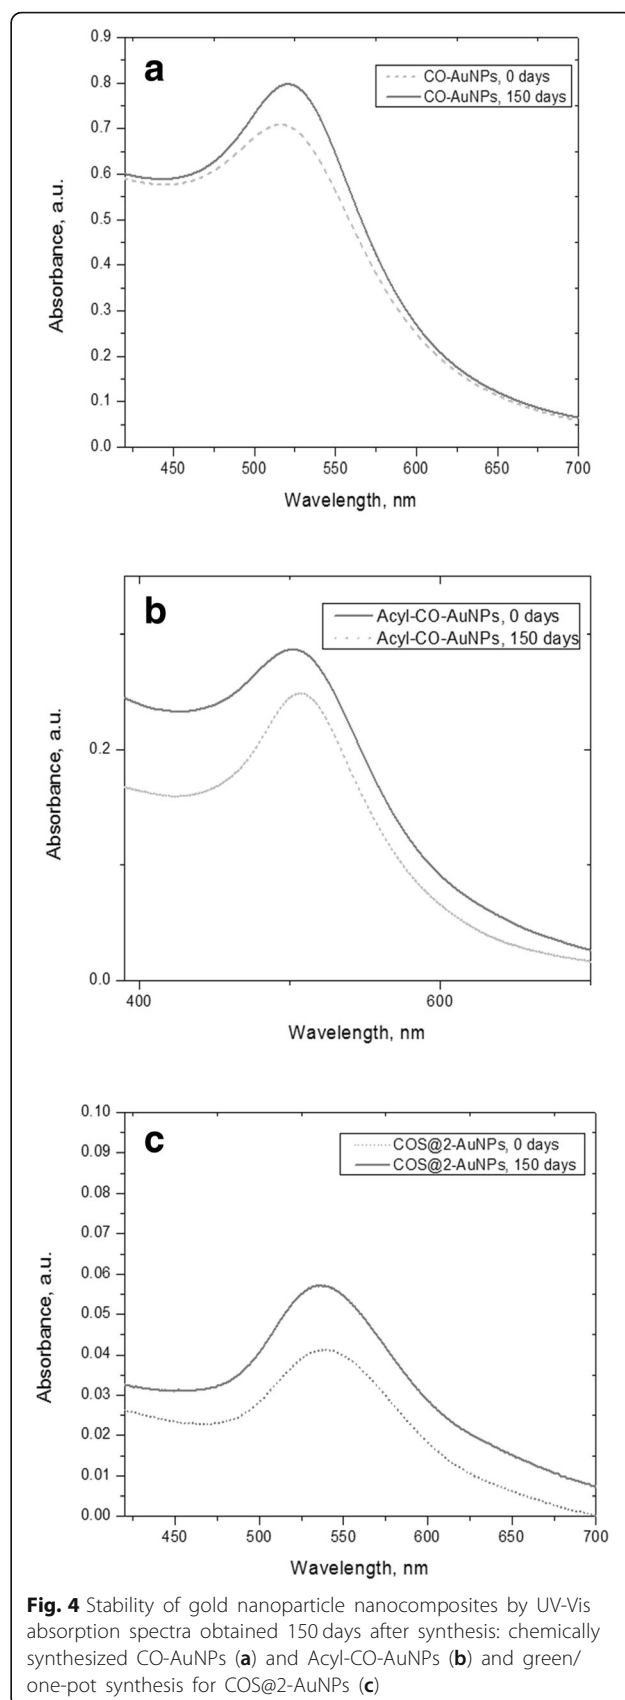 a
CO-AuNPs, 0 days
CO-AuNPs, 150 days
Absorbance, a.u.
0.9
0.8
0.7
0.6
0.5
0.4
0.3
0.2
0.1
0.0
450 500 550 600 650 700
Wavelength, nm
b
Acyl-CO-AuNPs, 0 days
Acyl-CO-AuNPs, 150 days
Absorbance, a.u.
0.2
0.0
400 600
Wavelength, nm
c
COS@2-AuNPs, 0 days
COS@2-AuNPs, 150 days
Absorbance, a.u.
0.10
0.09
0.08
0.07
0.06
0.05
0.04
0.03
0.02
0.01
0.00
450 500 550 600 650 700
Wavelength, nm
Fig. 4 Stability of gold nanoparticle nanocomposites by UV-Vis
absorption spectra obtained 150 days after synthesis: chemically
synthesized CO-AuNPs (a) and Acyl-CO-AuNPs (b) and green/
one-pot synthesis for COS@2-AuNPs (c)